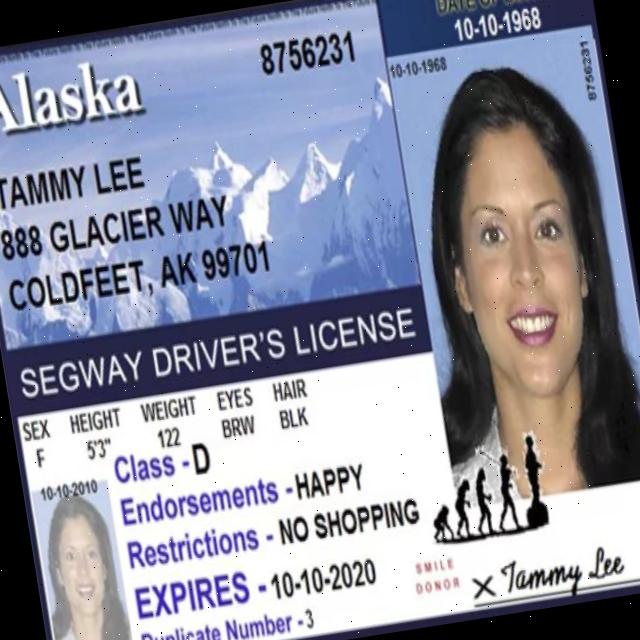 Alaska
8756231
TAMMY LEE
888 GLACIER WAY
COLDFEET, AK 99701
DATE OF
10-10-1968
10-10-1968
8756231
SEGWAY DRIVER'S LICENSE
SEX HEIGHT WEIGHT EYES HAIR
F 5'3" 122 BRW BLK
Class - D
10-10-2010
Endorsements - HAPPY
Restrictions - NO SHOPPING
EXPIRES - 10-10-2020
Duplicate Number - 3
SMILE
DONOR
X Tammy Lee